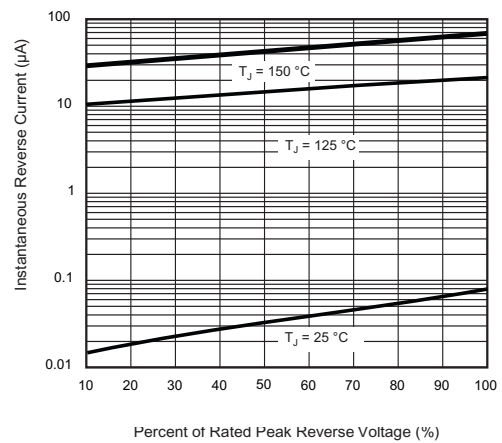 Instantaneous Reverse Current (µA)
100
10
1
0.1
0.01
T_J = 150 °C
T_J = 125 °C
T_J = 25 °C
10 20 30 40 50 60 70 80 90 100
Percent of Rated Peak Reverse Voltage (%)